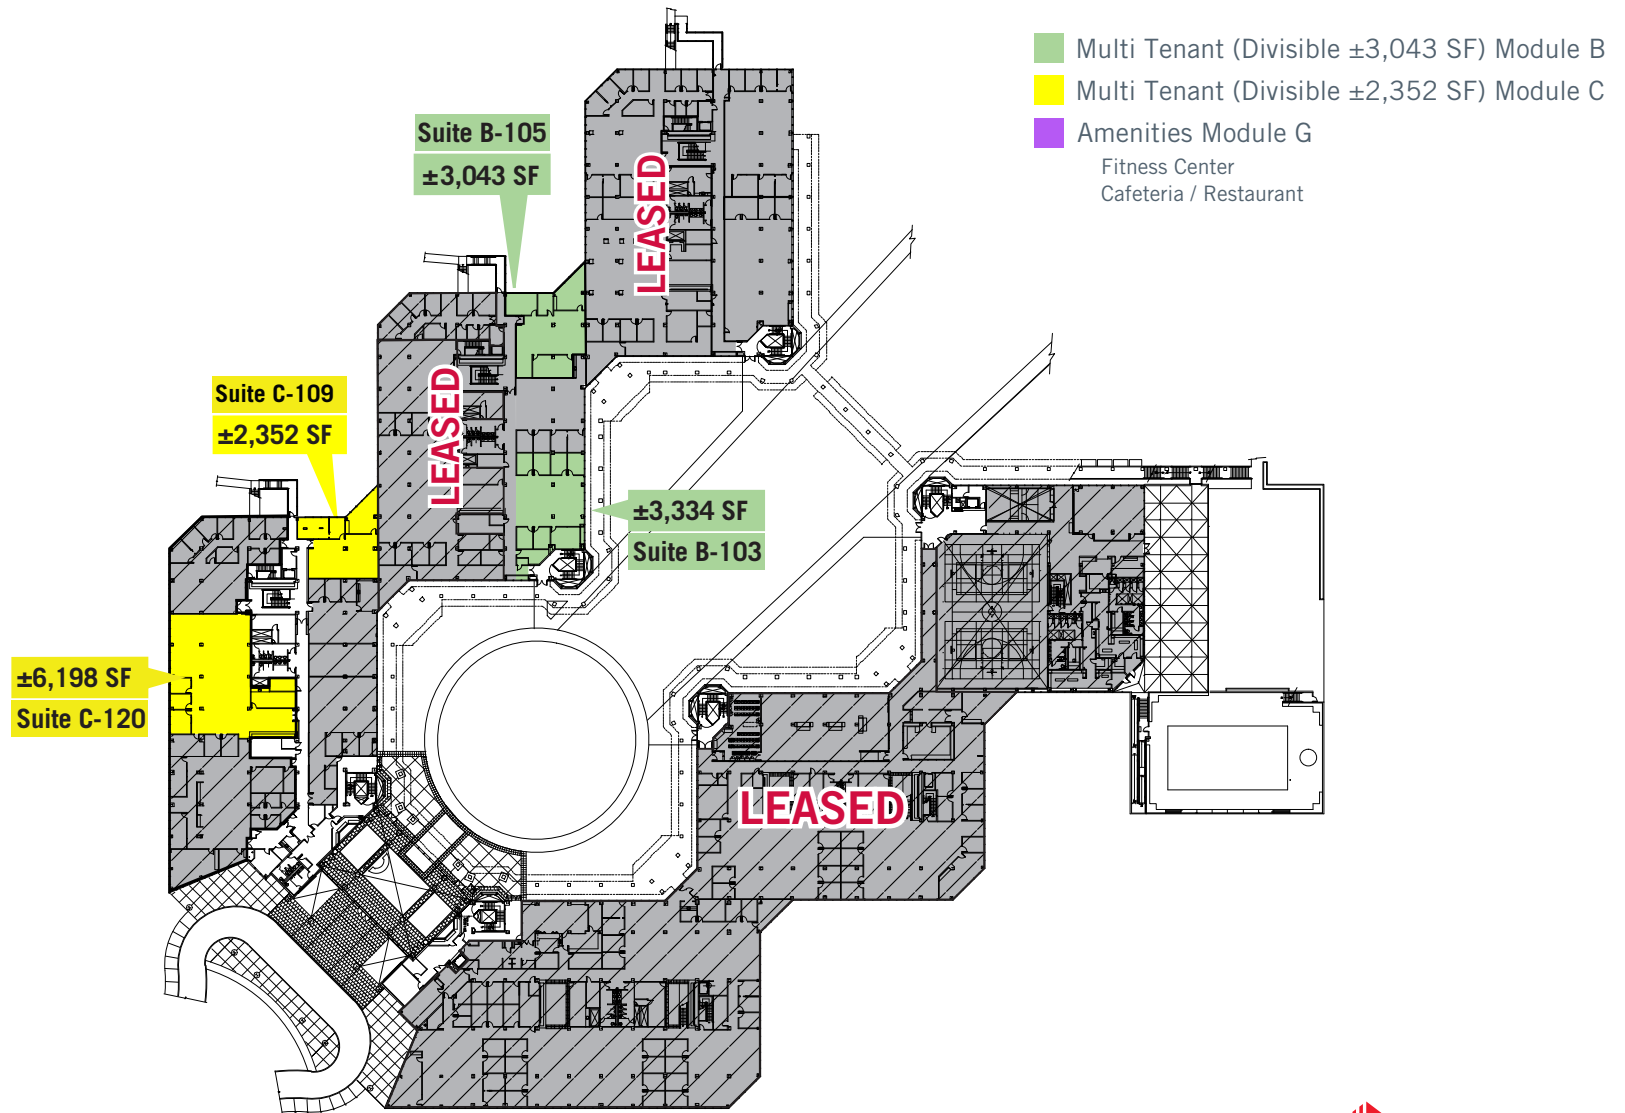 Multi Tenant (Divisible ±3,043 SF) Module B
Multi Tenant (Divisible ±2,352 SF) Module C
Amenities Module G
Fitness Center
Cafeteria / Restaurant
Suite B-105
±3,043 SF
LEASED
LEASED
Suite C-109
±2,352 SF
±3,334 SF
Suite B-103
±6,198 SF
Suite C-120
LEASED